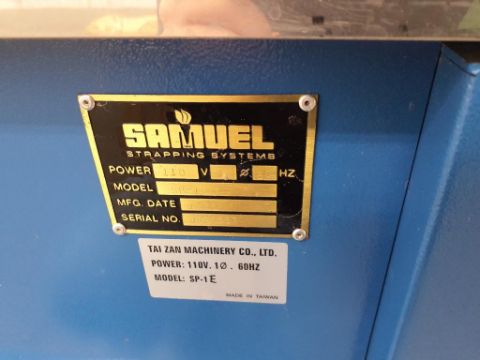 SAMUEL
STRAPPING SYSTEMS
POWER 110 V Ø HZ
MODEL
MFG. DATE
SERIAL NO.
TAI ZAN MACHINERY CO., LTD.
POWER: 110V. 1Ø. 60HZ
MODEL: SP-1E
MADE IN TAIWAN